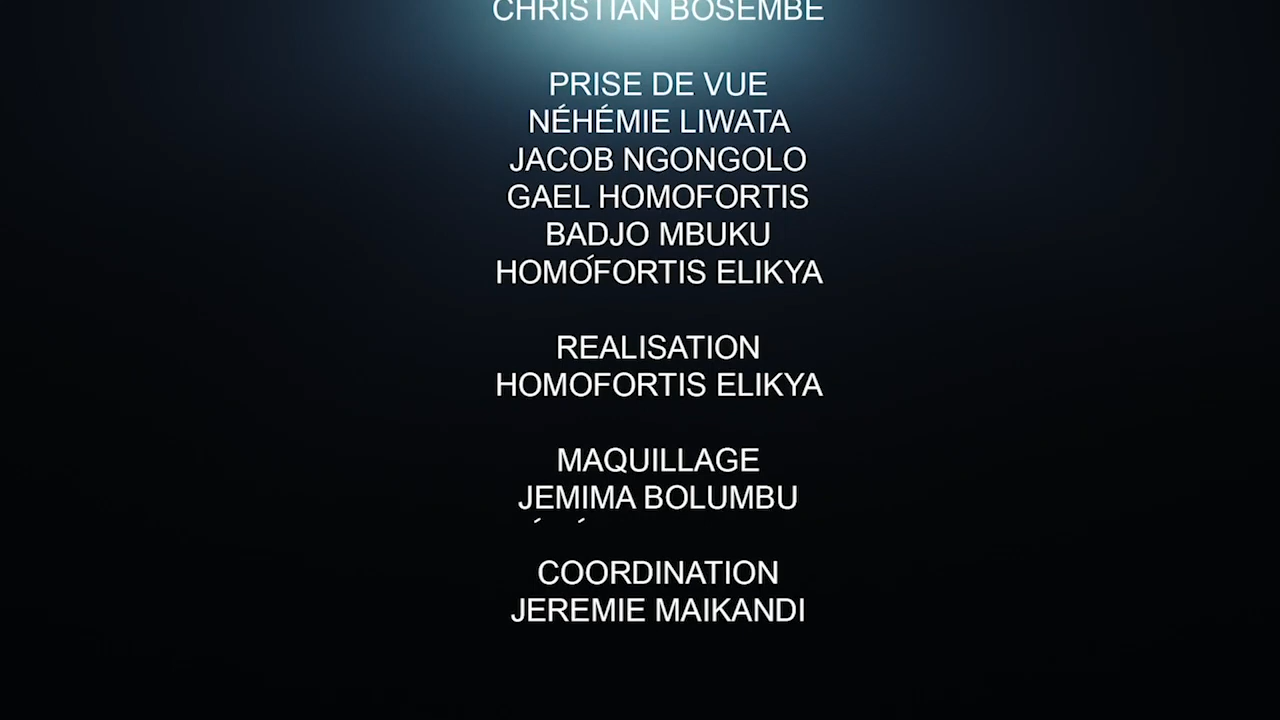 CHRISTIAN BOSEMBE
PRISE DE VUE
NÉHÉMIE LIWATA
JACOB NGONGOLO
GAEL HOMOFORTIS
BADJO MBUKU
HOMOFORTIS ELIKYA
REALISATION
HOMOFORTIS ELIKYA
MAQUILLAGE
JEMIMA BOLUMBU
COORDINATION
JEREMIE MAIKANDI